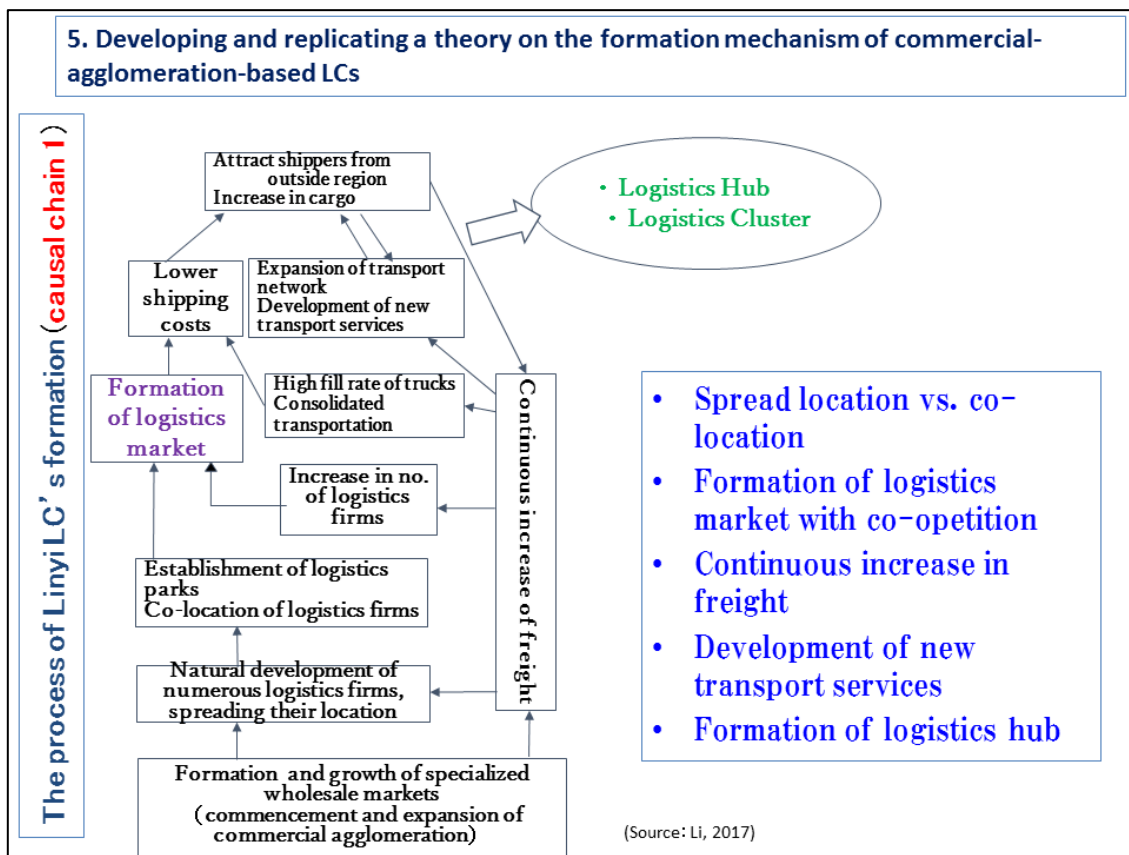 5. Developing and replicating a theory on the formation mechanism of commercial-
agglomeration-based LCs
The process of Linyi LC’s formation (causal chain 1)
Attract shippers from
outside region
Increase in cargo
• Logistics Hub
• Logistics Cluster
Lower
shipping
costs
Expansion of transport
network
Development of new
transport services
Formation
of logistics
market
High fill rate of trucks
Consolidated
transportation
Continuous increase of freight
Increase in no.
of logistics
firms
Establishment of logistics
parks
Co-location of logistics firms
Natural development of
numerous logistics firms,
spreading their location
Formation and growth of specialized
wholesale markets
(commencement and expansion of
commercial agglomeration)
• Spread location vs. co-
location
• Formation of logistics
market with co-opetition
• Continuous increase in
freight
• Development of new
transport services
• Formation of logistics hub
(Source: Li, 2017)